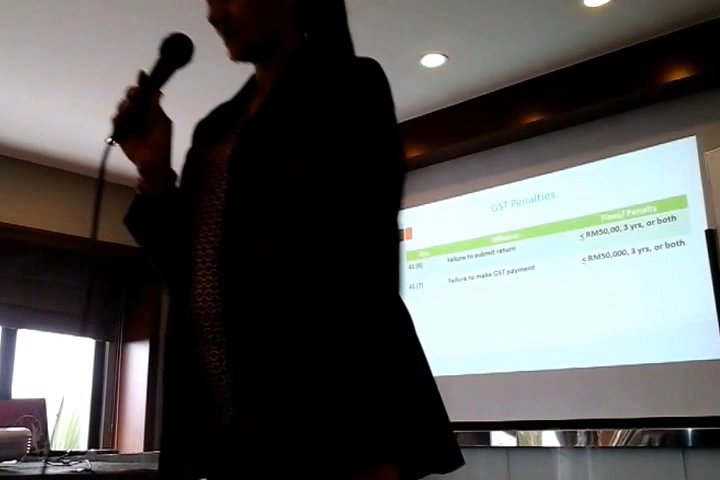 GST Penalties
Offence Fines/ Penalty
41 (6) Failure to submit return ≤ RM50,00, 3 yrs, or both
41 (7) Failure to make GST payment ≤ RM50,000, 3 yrs, or both